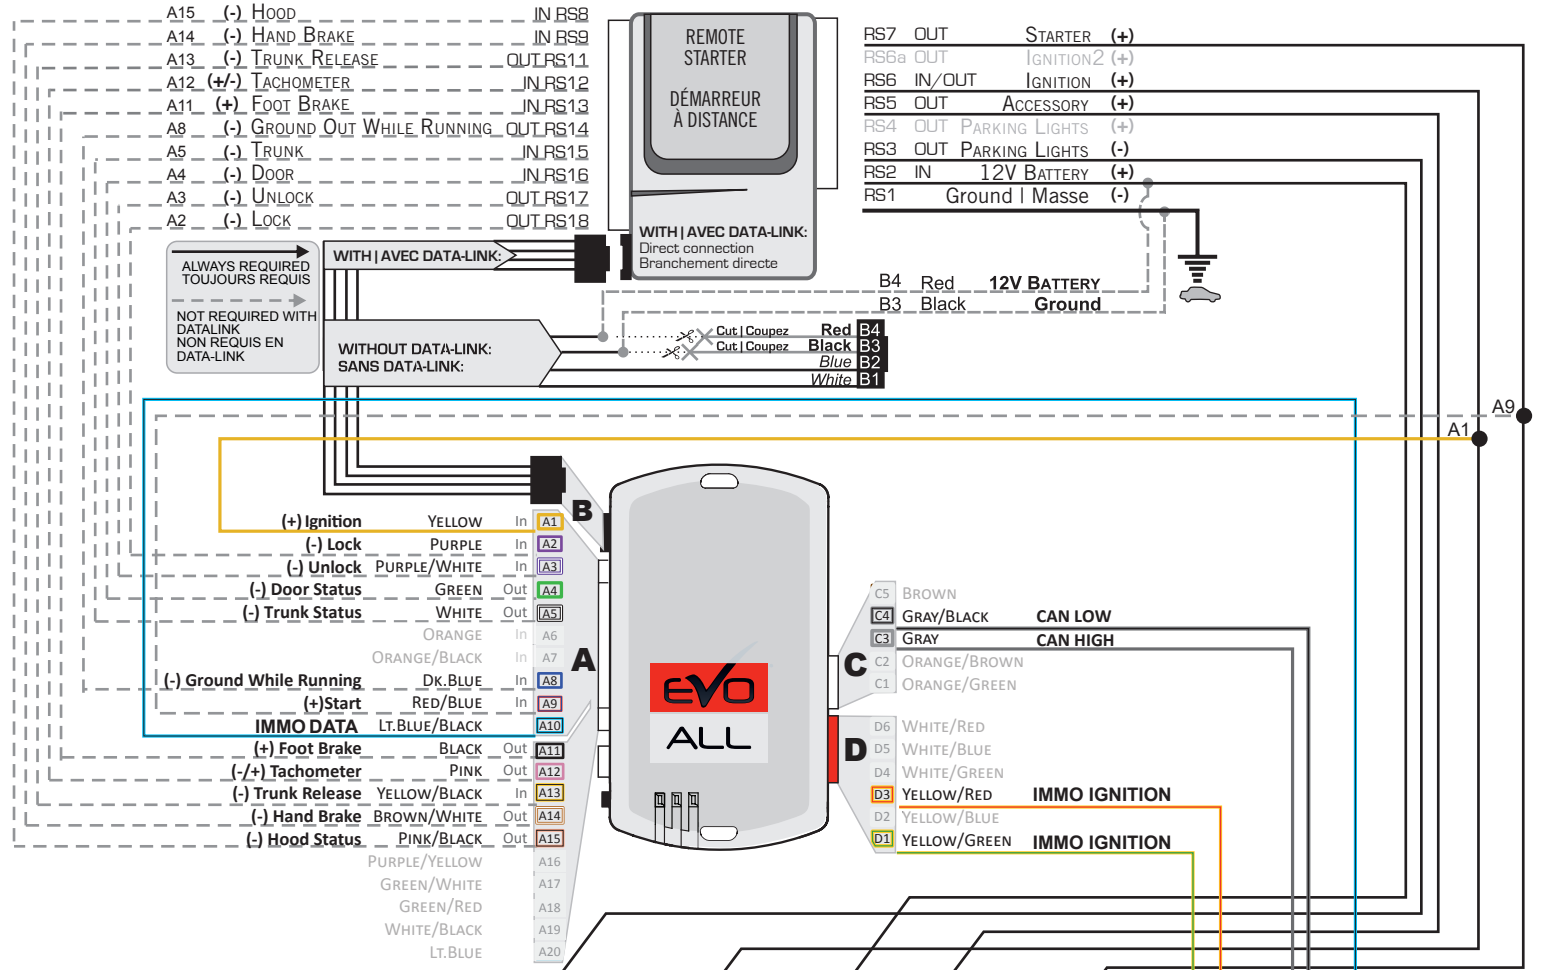 A15 (-) HOOD IN RS8
A14 (-) HAND BRAKE IN RS9
A13 (-) TRUNK RELEASE OUT RS11
A12 (+/-) TACHOMETER IN RS12
A11 (+) FOOT BRAKE IN RS13
A8 (-) GROUND OUT WHILE RUNNING OUT RS14
A5 (-) TRUNK IN RS15
A4 (-) DOOR IN RS16
A3 (-) UNLOCK OUT RS17
A2 (-) LOCK OUT RS18
REMOTE
STARTER
DÉMARREUR
À DISTANCE
WITH | AVEC DATA-LINK:
Direct connection
Branchement directe
RS7 OUT STARTER (+)
RS6a OUT IGNITION2 (+)
RS6 IN/OUT IGNITION (+)
RS5 OUT ACCESSORY (+)
RS4 OUT PARKING LIGHTS (+)
RS3 OUT PARKING LIGHTS (-)
RS2 IN 12V BATTERY (+)
RS1 Ground | Masse (-)
ALWAYS REQUIRED
TOUJOURS REQUIS
NOT REQUIRED WITH
DATALINK
NON REQUIS EN
DATA-LINK
WITH | AVEC DATA-LINK:
WITHOUT DATA-LINK:
SANS DATA-LINK:
B4 Red 12V BATTERY
B3 Black Ground
Cut | Coupez Red B4
Cut | Coupez Black B3
Blue B2
White B1
A9
A1
B
(+) Ignition YELLOW In A1
(-) Lock PURPLE In A2
(-) Unlock PURPLE/WHITE In A3
(-) Door Status GREEN Out A4
(-) Trunk Status WHITE Out A5
ORANGE In A6
ORANGE/BLACK In A7
(-) Ground While Running DK.BLUE In A8
(+)Start RED/BLUE In A9
IMMO DATA LT.BLUE/BLACK A10
(+) Foot Brake BLACK Out A11
(-/+) Tachometer PINK Out A12
(-) Trunk Release YELLOW/BLACK In A13
(-) Hand Brake BROWN/WHITE Out A14
(-) Hood Status PINK/BLACK Out A15
PURPLE/YELLOW A16
GREEN/WHITE A17
GREEN/RED A18
WHITE/BLACK A19
LT.BLUE A20
A
EVO
ALL
C
C5 BROWN
C4 GRAY/BLACK CAN LOW
C3 GRAY CAN HIGH
C2 ORANGE/BROWN
C1 ORANGE/GREEN
D
D6 WHITE/RED
D5 WHITE/BLUE
D4 WHITE/GREEN
D3 YELLOW/RED IMMO IGNITION
D2 YELLOW/BLUE
D1 YELLOW/GREEN IMMO IGNITION